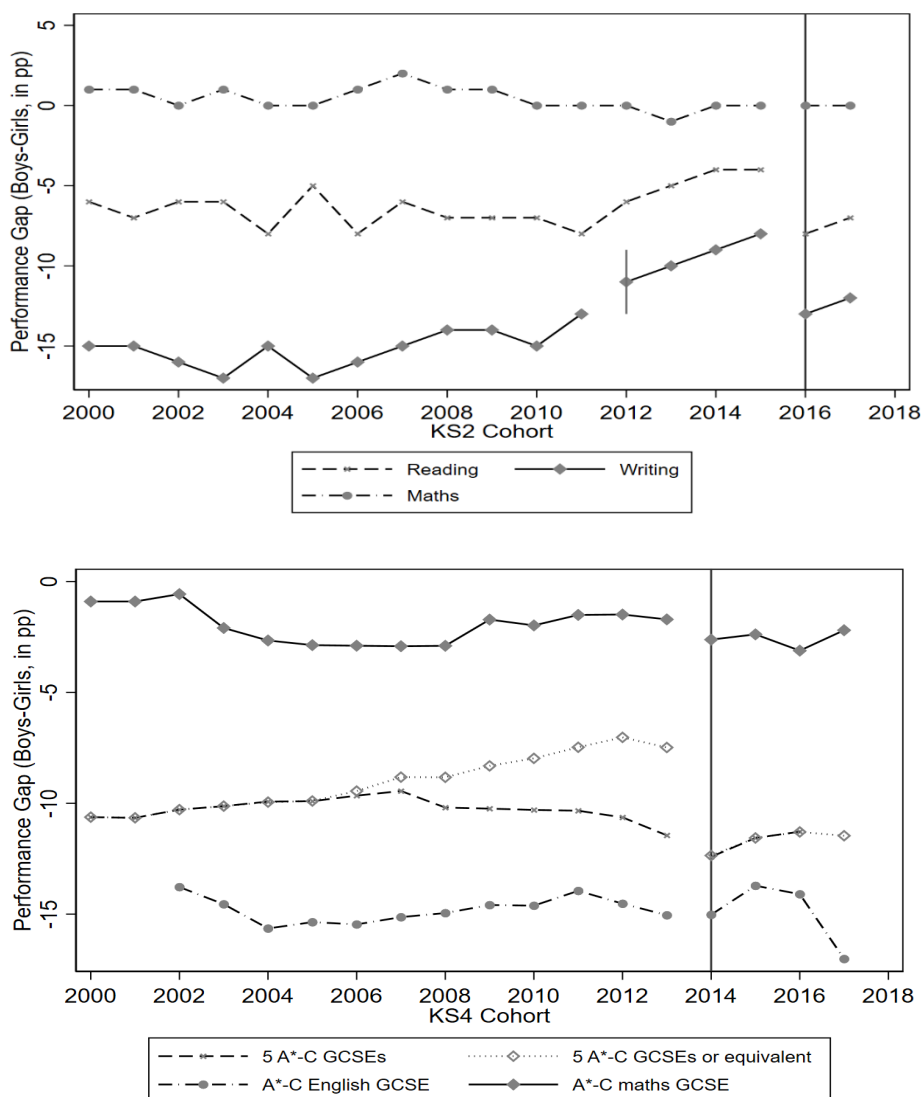 Performance Gap (Boys-Girls, in pp)
5
0
-5
-10
-15
2000 2002 2004 2006 2008 2010 2012 2014 2016 2018
KS2 Cohort
Reading Writing
Maths
Performance Gap (Boys-Girls, in pp)
0
-5
-10
-15
2000 2002 2004 2006 2008 2010 2012 2014 2016 2018
KS4 Cohort
5 A*-C GCSEs 5 A*-C GCSEs or equivalent
A*-C English GCSE A*-C maths GCSE